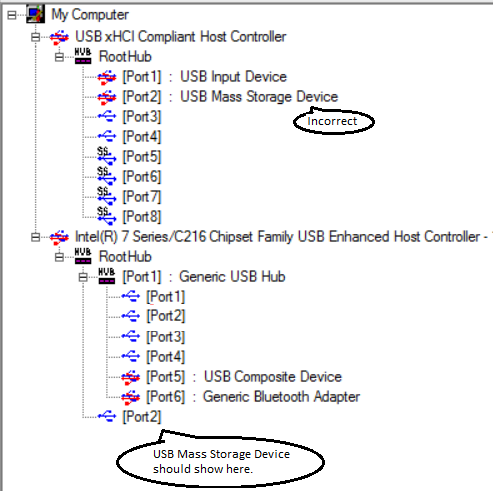 My Computer
USB xHCI Compliant Host Controller
HUB RootHub
[Port1] : USB Input Device
[Port2] : USB Mass Storage Device
Incorrect
[Port3]
[Port4]
SS [Port5]
SS [Port6]
SS [Port7]
SS [Port8]
Intel(R) 7 Series/C216 Chipset Family USB Enhanced Host Controller -
HUB RootHub
HUB [Port1] : Generic USB Hub
[Port1]
[Port2]
[Port3]
[Port4]
[Port5] : USB Composite Device
[Port6] : Generic Bluetooth Adapter
[Port2]
USB Mass Storage Device
should show here.